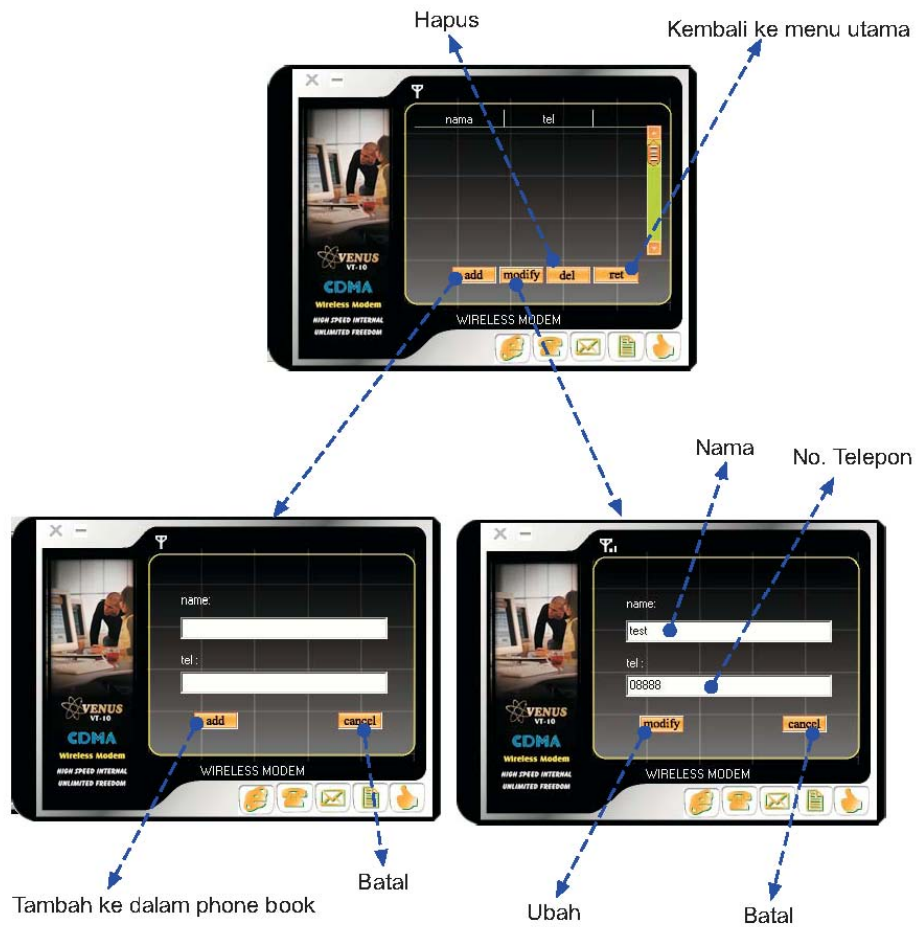 Hapus
Kembali ke menu utama
nama tel
VENUS
VT-10
CDMA
Wireless Modem
HIGH SPEED INTERNAL
UNLIMITED FREEDOM
add modify del ret
WIRELESS MODEM
Nama
No. Telepon
name:
tel :
add cancel
VENUS
VT-10
CDMA
Wireless Modem
HIGH SPEED INTERNAL
UNLIMITED FREEDOM
WIRELESS MODEM
name:
test
tel :
08888
modify cancel
VENUS
VT-10
CDMA
Wireless Modem
HIGH SPEED INTERNAL
UNLIMITED FREEDOM
WIRELESS MODEM
Tambah ke dalam phone book
Batal
Ubah
Batal